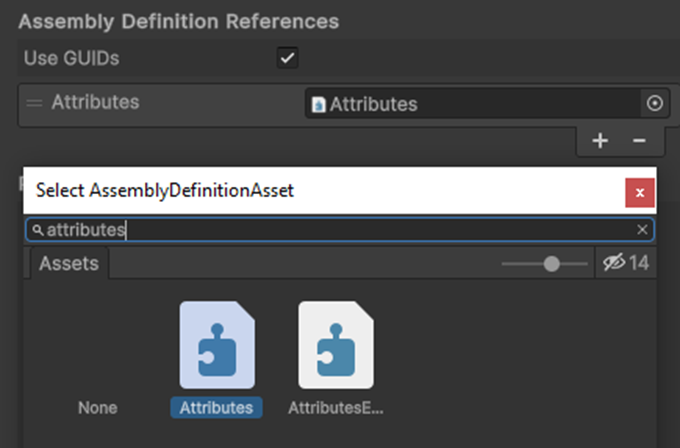 Assembly Definition References
Use GUIDs
Attributes Attributes
Select AssemblyDefinitionAsset
attributes
Assets 14
None Attributes AttributesE...